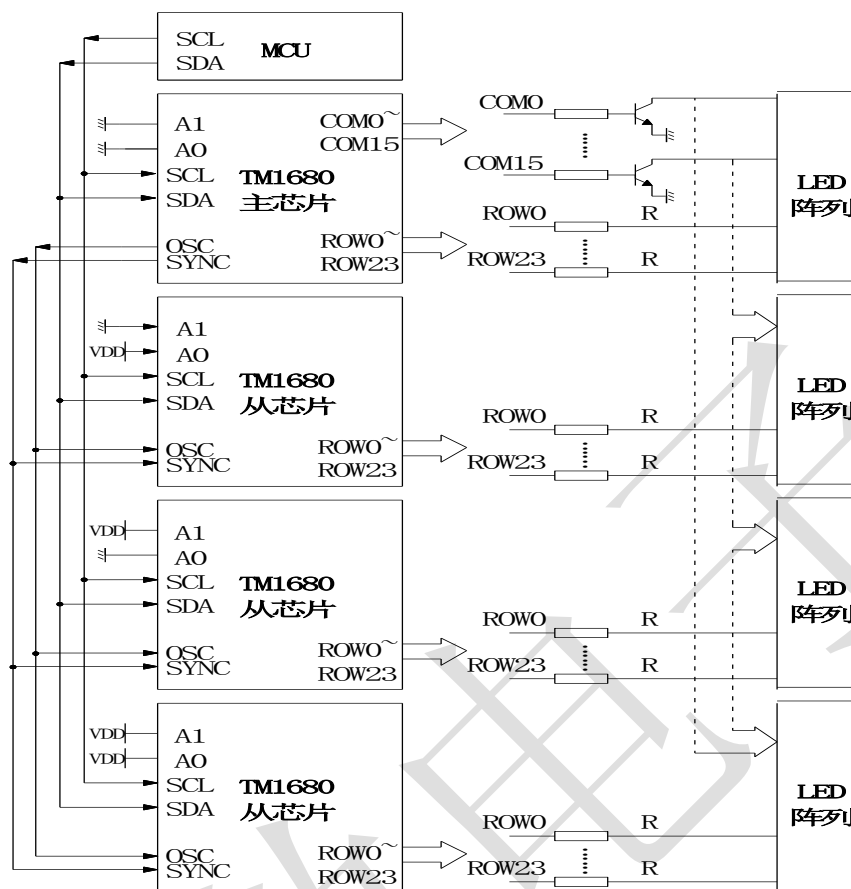 SCL
SDA
MCU
A1
A0
SCL
SDA
OSC
SYNC
TM1680
主芯片
COM0~
COM15
ROW0~
ROW23
COM0
COM15
ROW0
R
ROW23
R
LED
阵列
A1
VDD
A0
SCL
SDA
OSC
SYNC
TM1680
从芯片
ROW0~
ROW23
ROW0
R
ROW23
R
LED
阵列
VDD
A1
A0
SCL
SDA
OSC
SYNC
TM1680
从芯片
ROW0~
ROW23
ROW0
R
ROW23
R
LED
阵列
VDD
A1
VDD
A0
SCL
SDA
OSC
SYNC
TM1680
从芯片
ROW0~
ROW23
ROW0
R
ROW23
R
LED
阵列